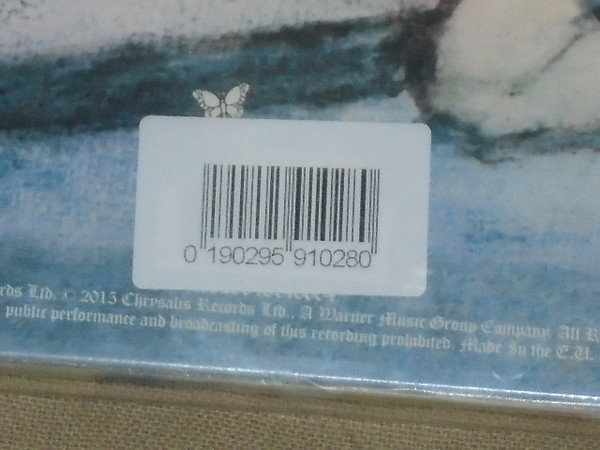 0 190295 910280
rds Ltd. © 2015 Chrysalis Records Ltd., A Warner Music Group Company. All R
public performance and broadcasting of this recording prohibited. Made In the E.U.